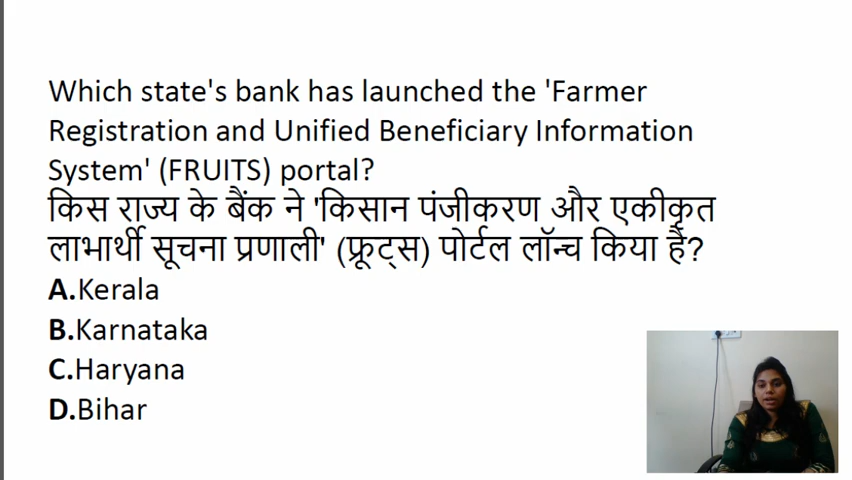 Which state's bank has launched the 'Farmer
Registration and Unified Beneficiary Information
System' (FRUITS) portal?
किस राज्य के बैंक ने 'किसान पंजीकरण और एकीकृत
लाभार्थी सूचना प्रणाली' (फ्रूट्स) पोर्टल लॉन्च किया है?
A.Kerala
B.Karnataka
C.Haryana
D.Bihar